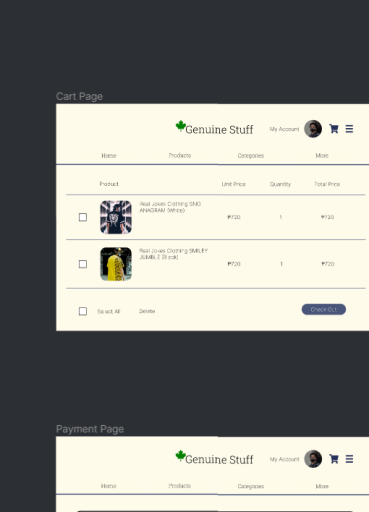 Cart Page
Genuine Stuff My Account
Home Products Categories More
Product Unit Price Quantity Total Price
Real Jokes Clothing SNG
ANAGRAM (White)
₱720 1 ₱720
Real Jokes Clothing SMILEY
JUMBLE (Black)
₱720 1 ₱720
Select All Delete Check Out
Payment Page
Genuine Stuff My Account
Home Products Categories More